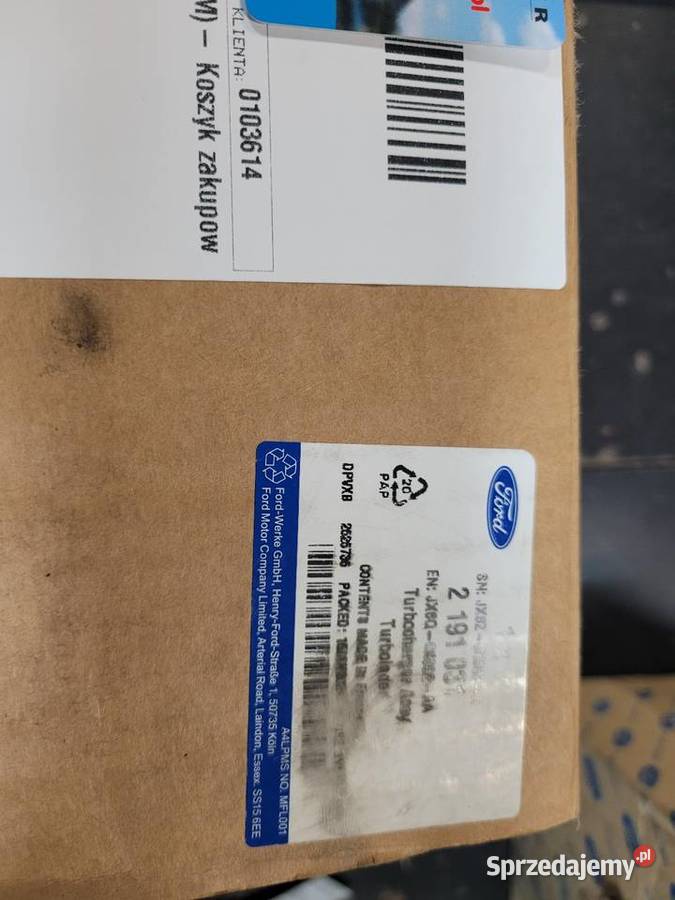 R
M) – Koszyk zakupow
KLIENTA: 0103614
Ford
SN:
2 191
EN:
Turbocharger Assy
Turbolader
20
PAP
CONTENTS MADE IN
DPVXB 2626736 PACKED:
A4LPMS.NO. MFL001
Ford-Werke GmbH, Henry-Ford-Straße 1, 50735 Köln
Ford Motor Company Limited, Arterial Road, Laindon, Essex. SS15 6EE
Sprzedajemy.pl